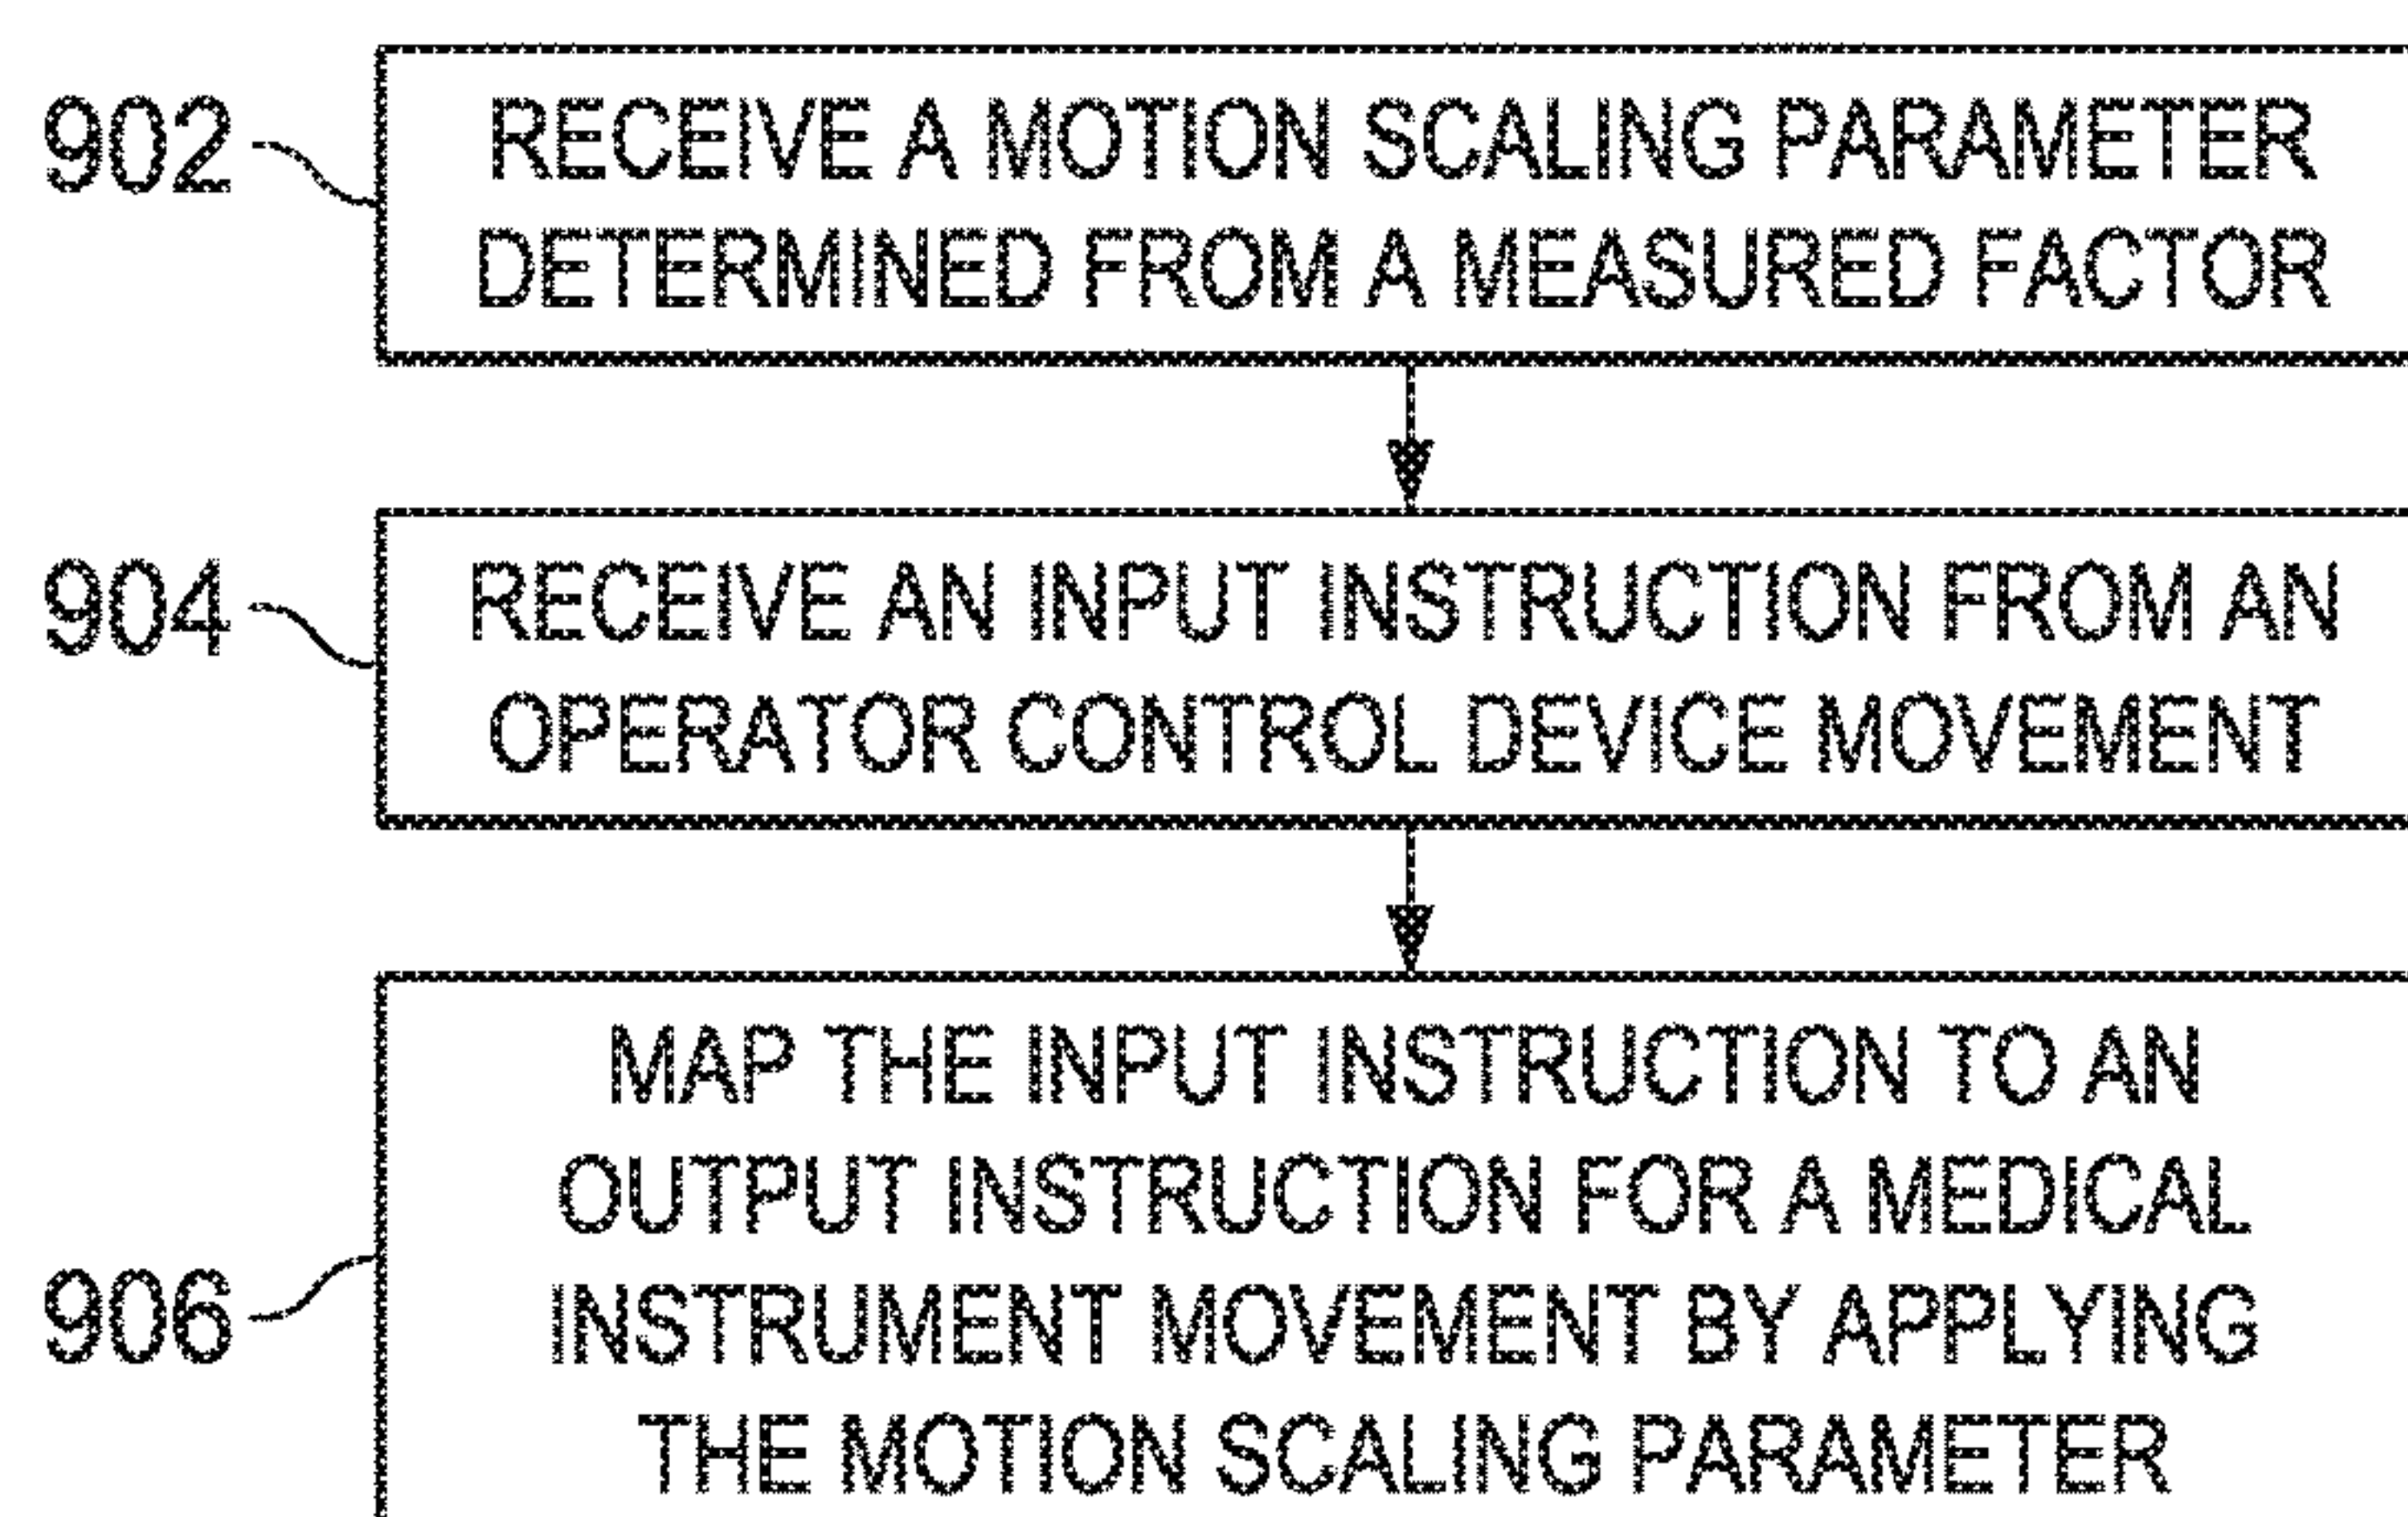 902
RECEIVE A MOTION SCALING PARAMETER
DETERMINED FROM A MEASURED FACTOR
904
RECEIVE AN INPUT INSTRUCTION FROM AN
OPERATOR CONTROL DEVICE MOVEMENT
906
MAP THE INPUT INSTRUCTION TO AN
OUTPUT INSTRUCTION FOR A MEDICAL
INSTRUMENT MOVEMENT BY APPLYING
THE MOTION SCALING PARAMETER